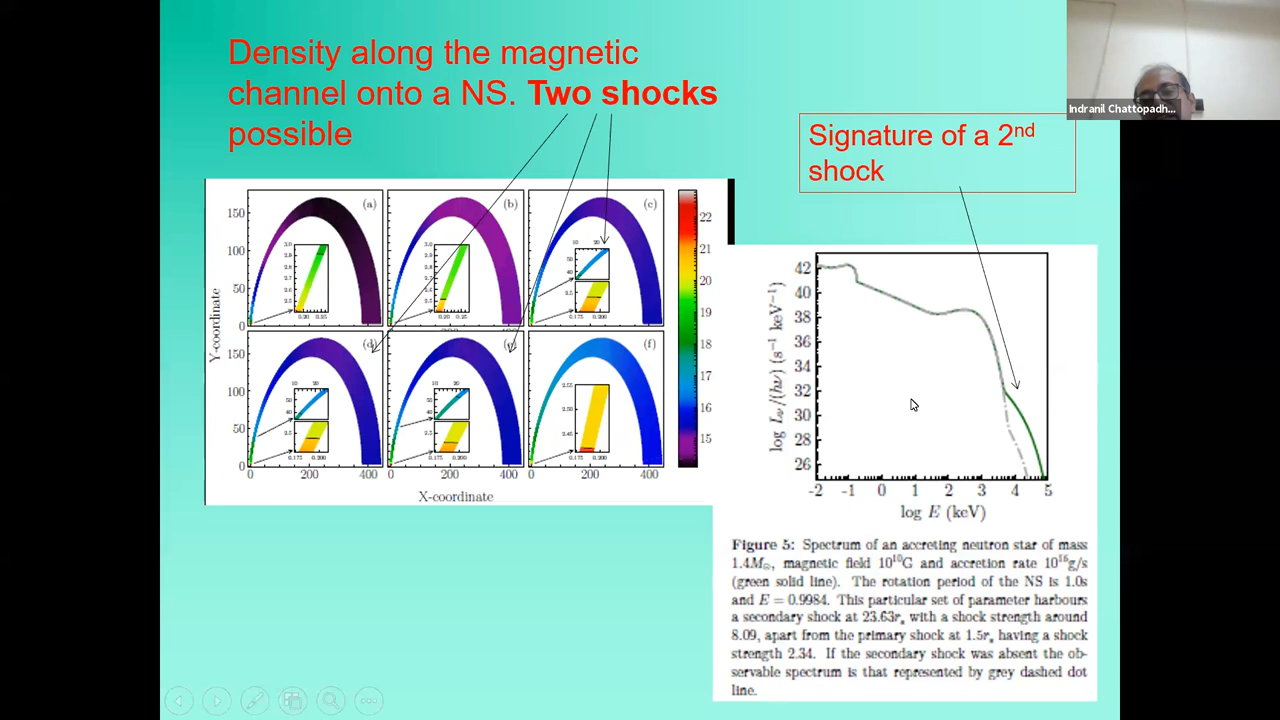 Density along the magnetic
channel onto a NS. Two shocks
possible
Indranil Chattopadh...
Signature of a 2nd
shock
(a)
(b)
(c)
(d)
(f)
150
100
50
0
150
100
50
0
0 200 400
0 200 400
0 200 400
Y-coordinate
X-coordinate
22
21
20
19
18
17
16
15
log Lν/(hν) (s⁻¹ keV⁻¹)
42
40
38
36
34
32
30
28
26
-2 -1 0 1 2 3 4 5
log E (keV)
Figure 5: Spectrum of an accreting neutron star of mass
1.4M⊙, magnetic field 10¹⁰G and accretion rate 10¹⁶g/s
(green solid line). The rotation period of the NS is 1.0s
and E = 0.9984. This particular set of parameter harbours
a secondary shock at 23.63rₛ with a shock strength around
8.09, apart from the primary shock at 1.5rₛ having a shock
strength 2.34. If the secondary shock was absent the ob-
servable spectrum is that represented by grey dashed dot
line.